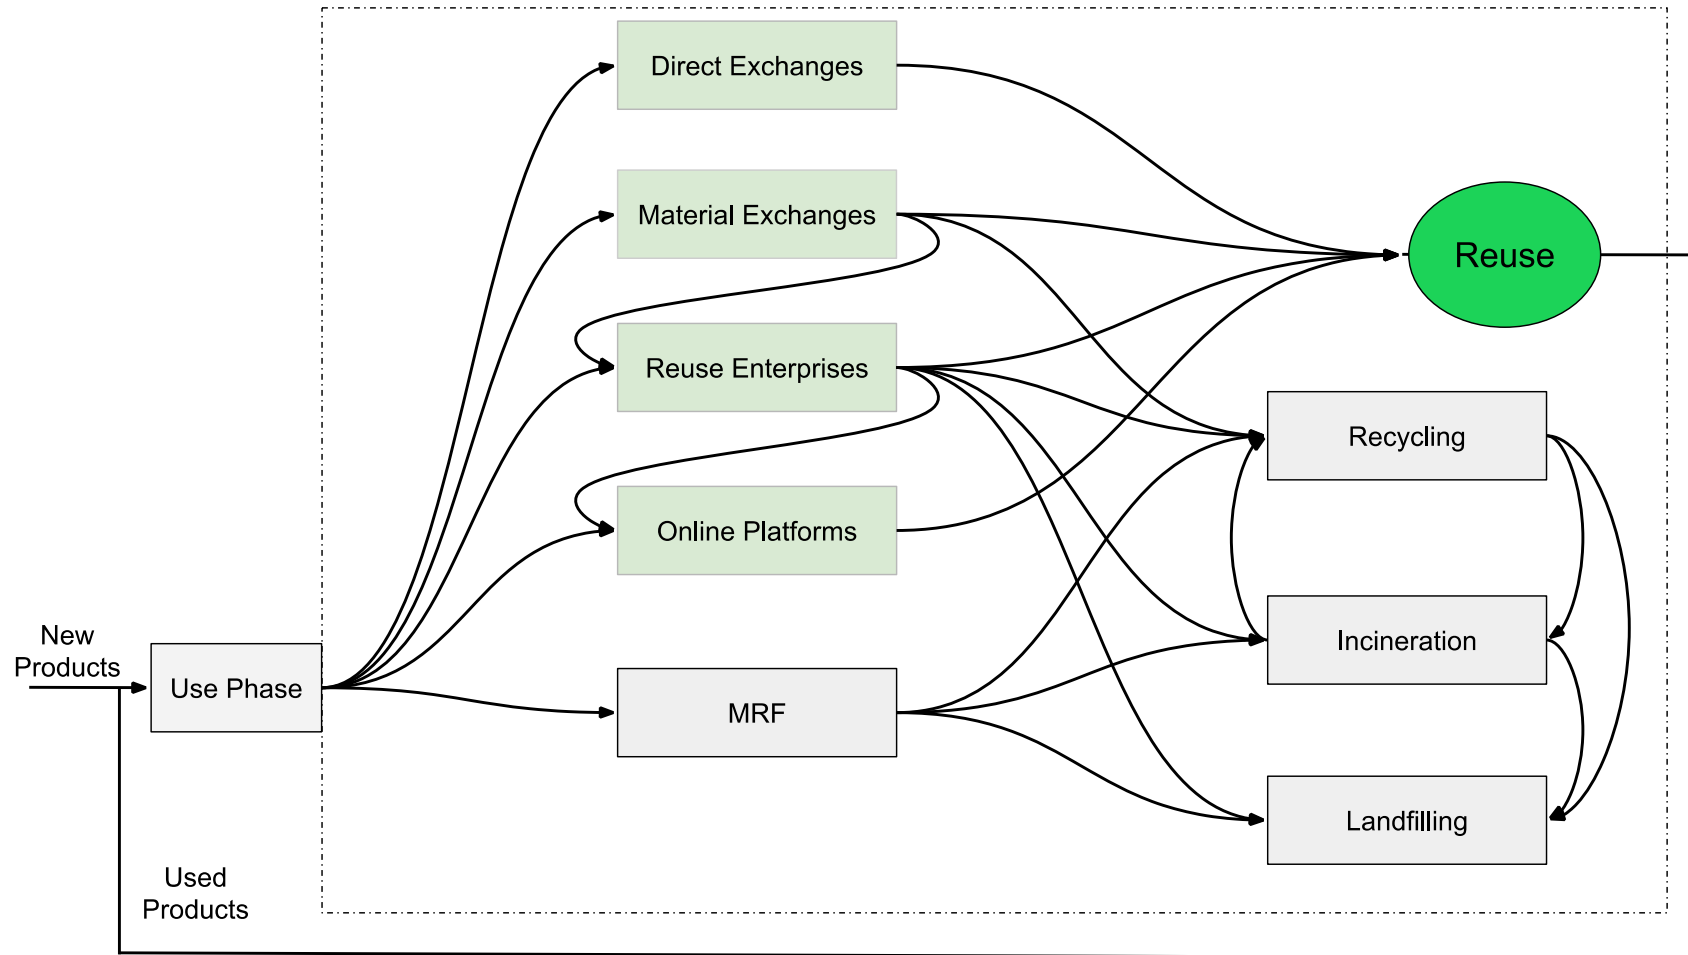 Direct Exchanges
Material Exchanges
Reuse
Reuse Enterprises
Recycling
Online Platforms
Incineration
New
Products
Use Phase
MRF
Landfilling
Used
Products